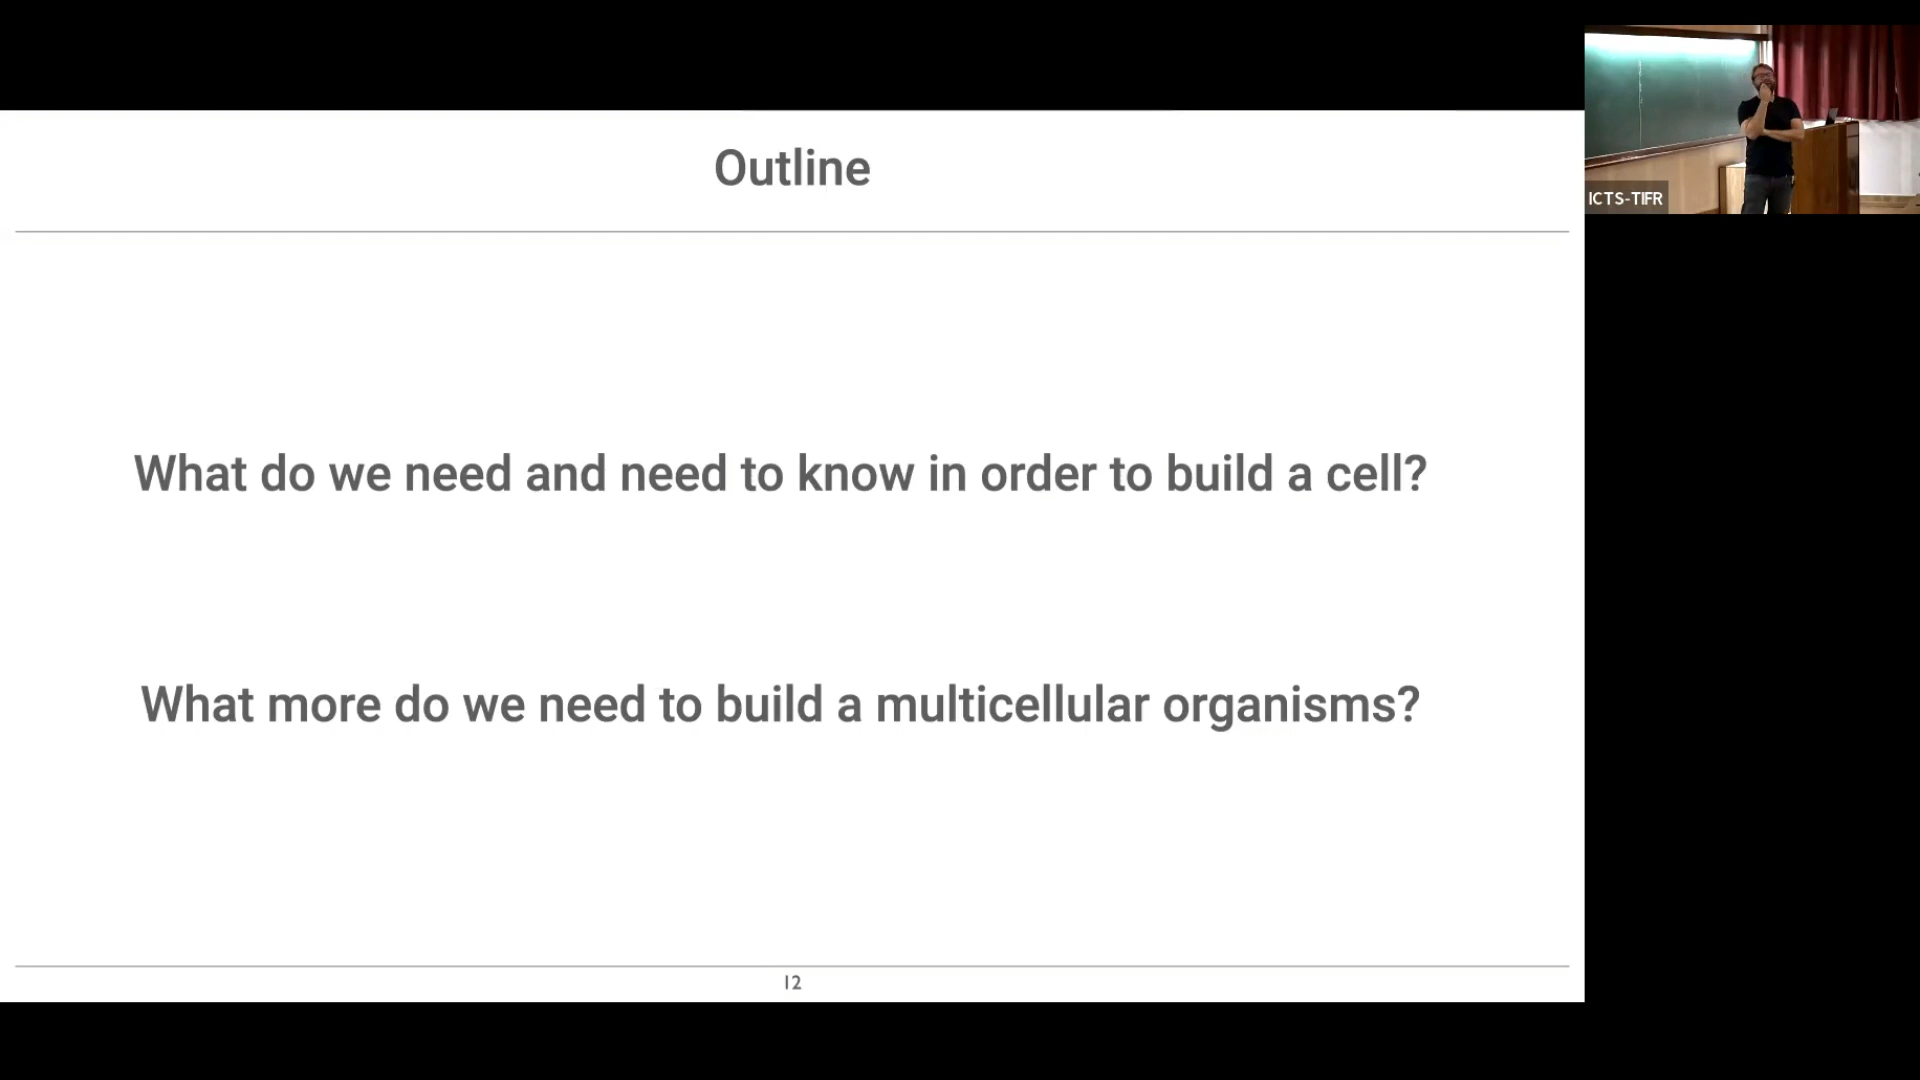 Outline
What do we need and need to know in order to build a cell?
What more do we need to build a multicellular organisms?
12
ICTS-TIFR